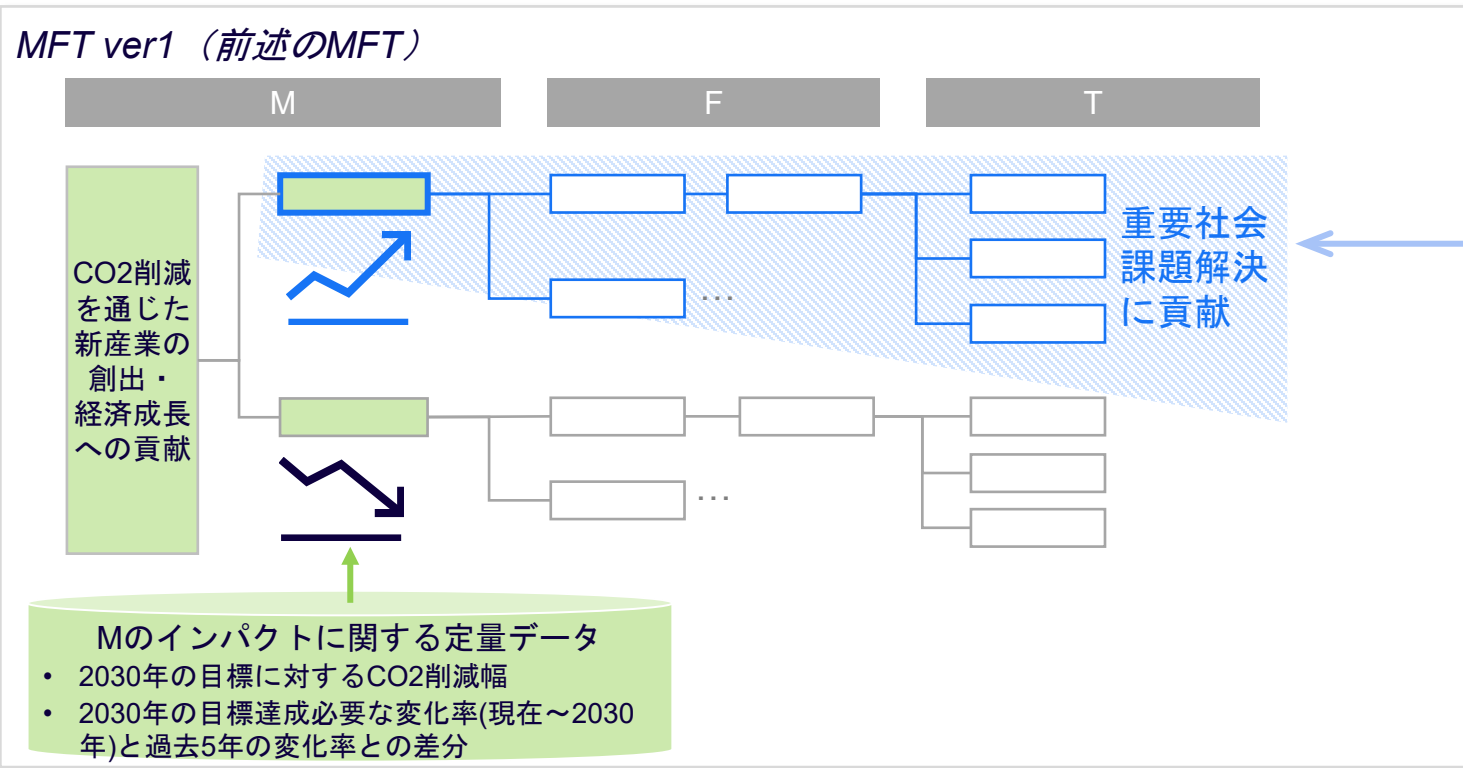 MFT ver1（前述のMFT）
M
F
T
CO2削減
を通じた
新産業の
創出・
経済成長
への貢献
…
重要社会
課題解決
に貢献
…
Mのインパクトに関する定量データ
• 2030年の目標に対するCO2削減幅
• 2030年の目標達成必要な変化率(現在～2030
年)と過去5年の変化率との差分